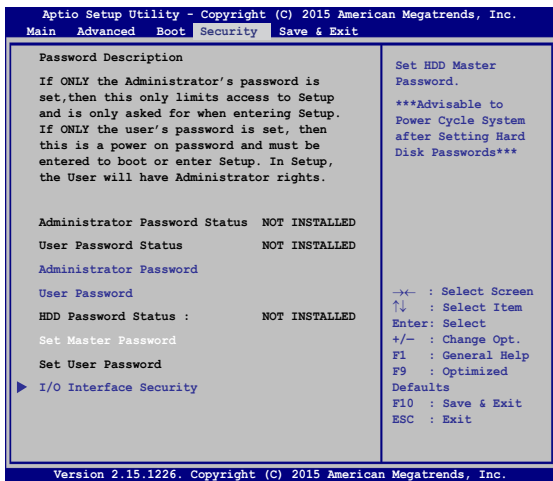 Aptio Setup Utility - Copyright (C) 2015 American Megatrends, Inc.
Main Advanced Boot Security Save & Exit
Password Description
If ONLY the Administrator's password is
set,then this only limits access to Setup
and is only asked for when entering Setup.
If ONLY the user's password is set, then
this is a power on password and must be
entered to boot or enter Setup. In Setup,
the User will have Administrator rights.
Administrator Password Status NOT INSTALLED
User Password Status NOT INSTALLED
Administrator Password
User Password
HDD Password Status : NOT INSTALLED
Set Master Password
Set User Password
I/O Interface Security
Set HDD Master
Password.
***Advisable to
Power Cycle System
after Setting Hard
Disk Passwords***
→← : Select Screen
↑↓ : Select Item
Enter: Select
+/— : Change Opt.
F1 : General Help
F9 : Optimized
Defaults
F10 : Save & Exit
ESC : Exit
Version 2.15.1226. Copyright (C) 2015 American Megatrends, Inc.